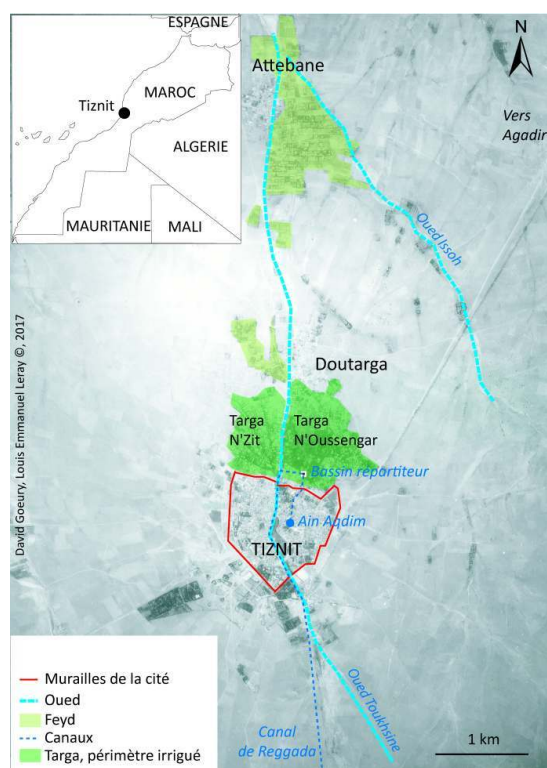 ESPAGNE
Tiznit
MAROC
ALGERIE
MAURITANIE
MALI
N
Attebane
Vers
Agadir
Oued Issoh
David Goeury, Louis Emmanuel Leray ©, 2017
Doutarga
Targa
N'Zit
Targa
N'Oussengar
Bassin répartiteur
Ain Aqdim
TIZNIT
Oued Toukhsine
Canal
de Reggada
1 km
Murailles de la cité
Oued
Feyd
Canaux
Targa, périmètre irrigué